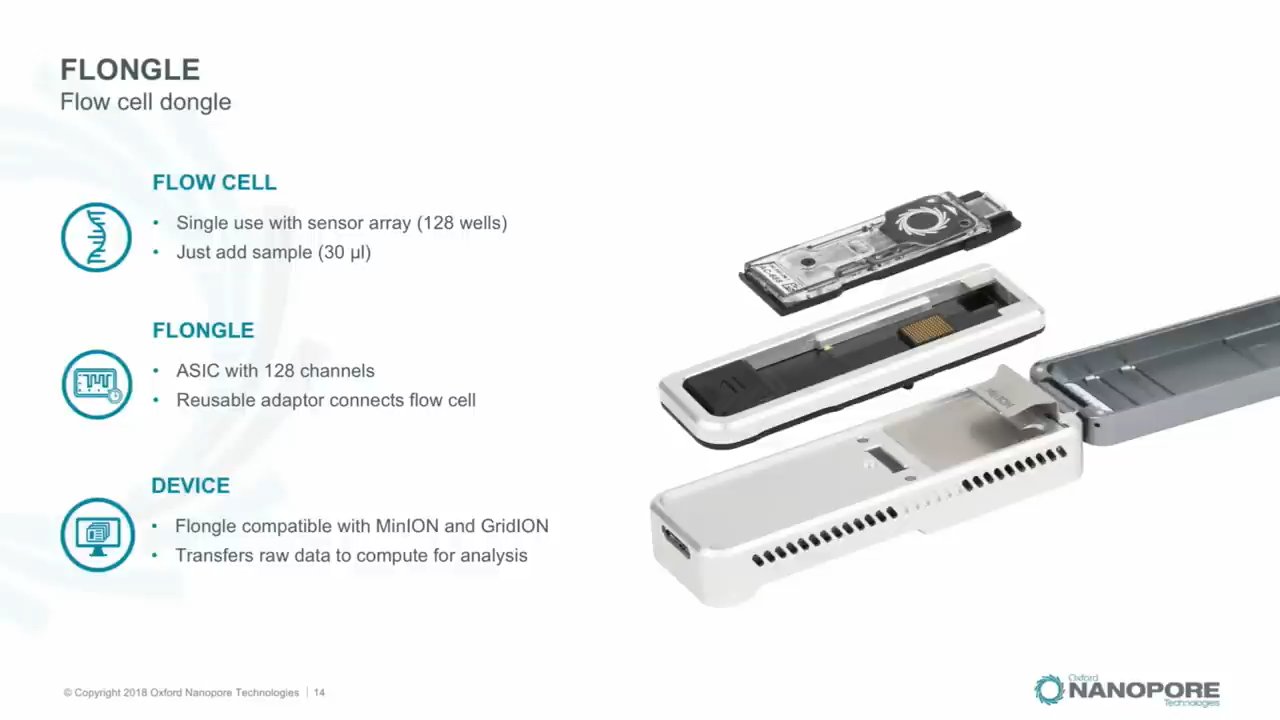 FLONGLE
Flow cell dongle
FLOW CELL
• Single use with sensor array (128 wells)
• Just add sample (30 µl)
FLONGLE
• ASIC with 128 channels
• Reusable adaptor connects flow cell
DEVICE
• Flongle compatible with MinION and GridION
• Transfers raw data to compute for analysis
© Copyright 2018 Oxford Nanopore Technologies | 14
Oxford
NANOPORE
Technologies